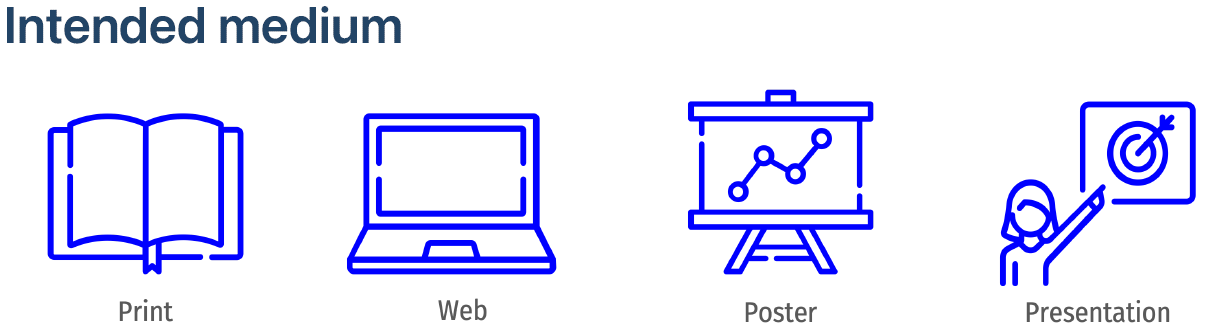 Intended medium
Print
Web
Poster
Presentation